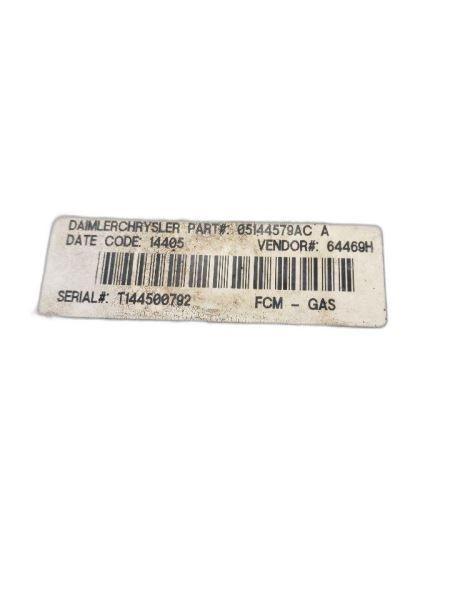 DAIMLERCHRYSLER PART#: 05144579AC A
DATE CODE: 14405 VENDOR#: 64469H
SERIAL#: T144500792 FCM - GAS